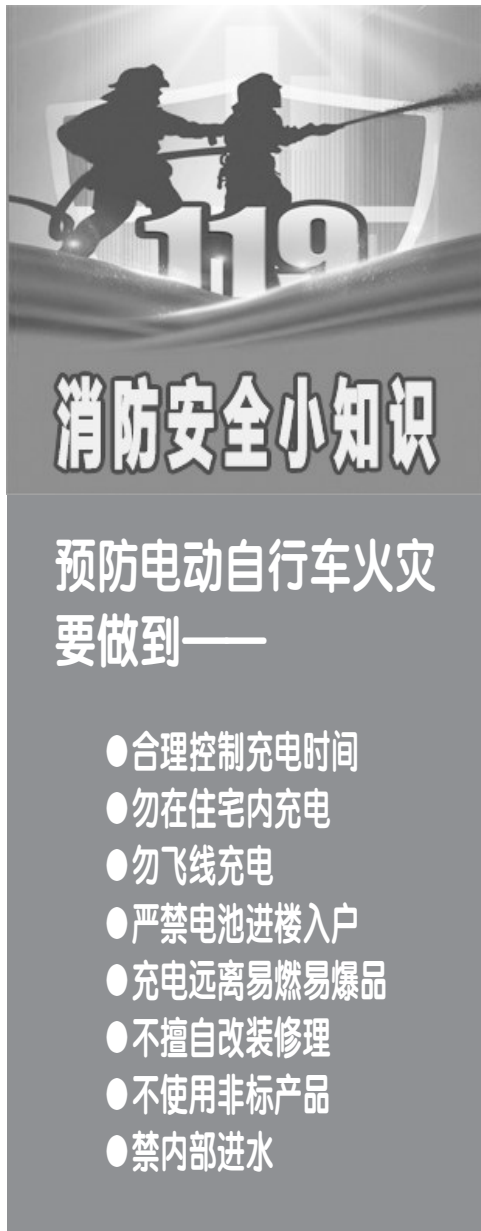 119
消防安全小知识
预防电动自行车火灾
要做到——
●合理控制充电时间
●勿在住宅内充电
●勿飞线充电
●严禁电池进楼入户
●充电远离易燃易爆品
●不擅自改装修理
●不使用非标产品
●禁内部进水